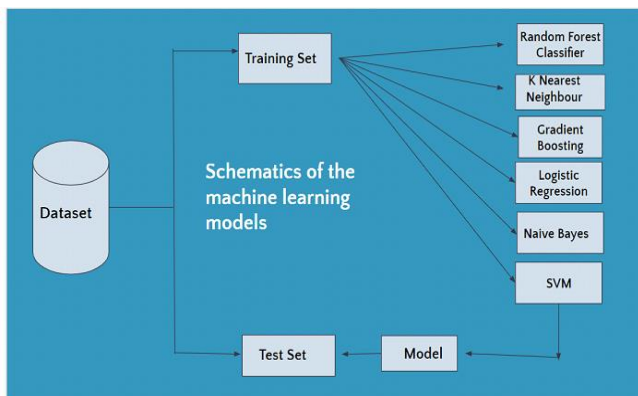 Random Forest
Classifier
Training Set
K Nearest
Neighbour
Gradient
Boosting
Schematics of the
machine learning
models
Logistic
Regression
Dataset
Naive Bayes
SVM
Test Set
Model